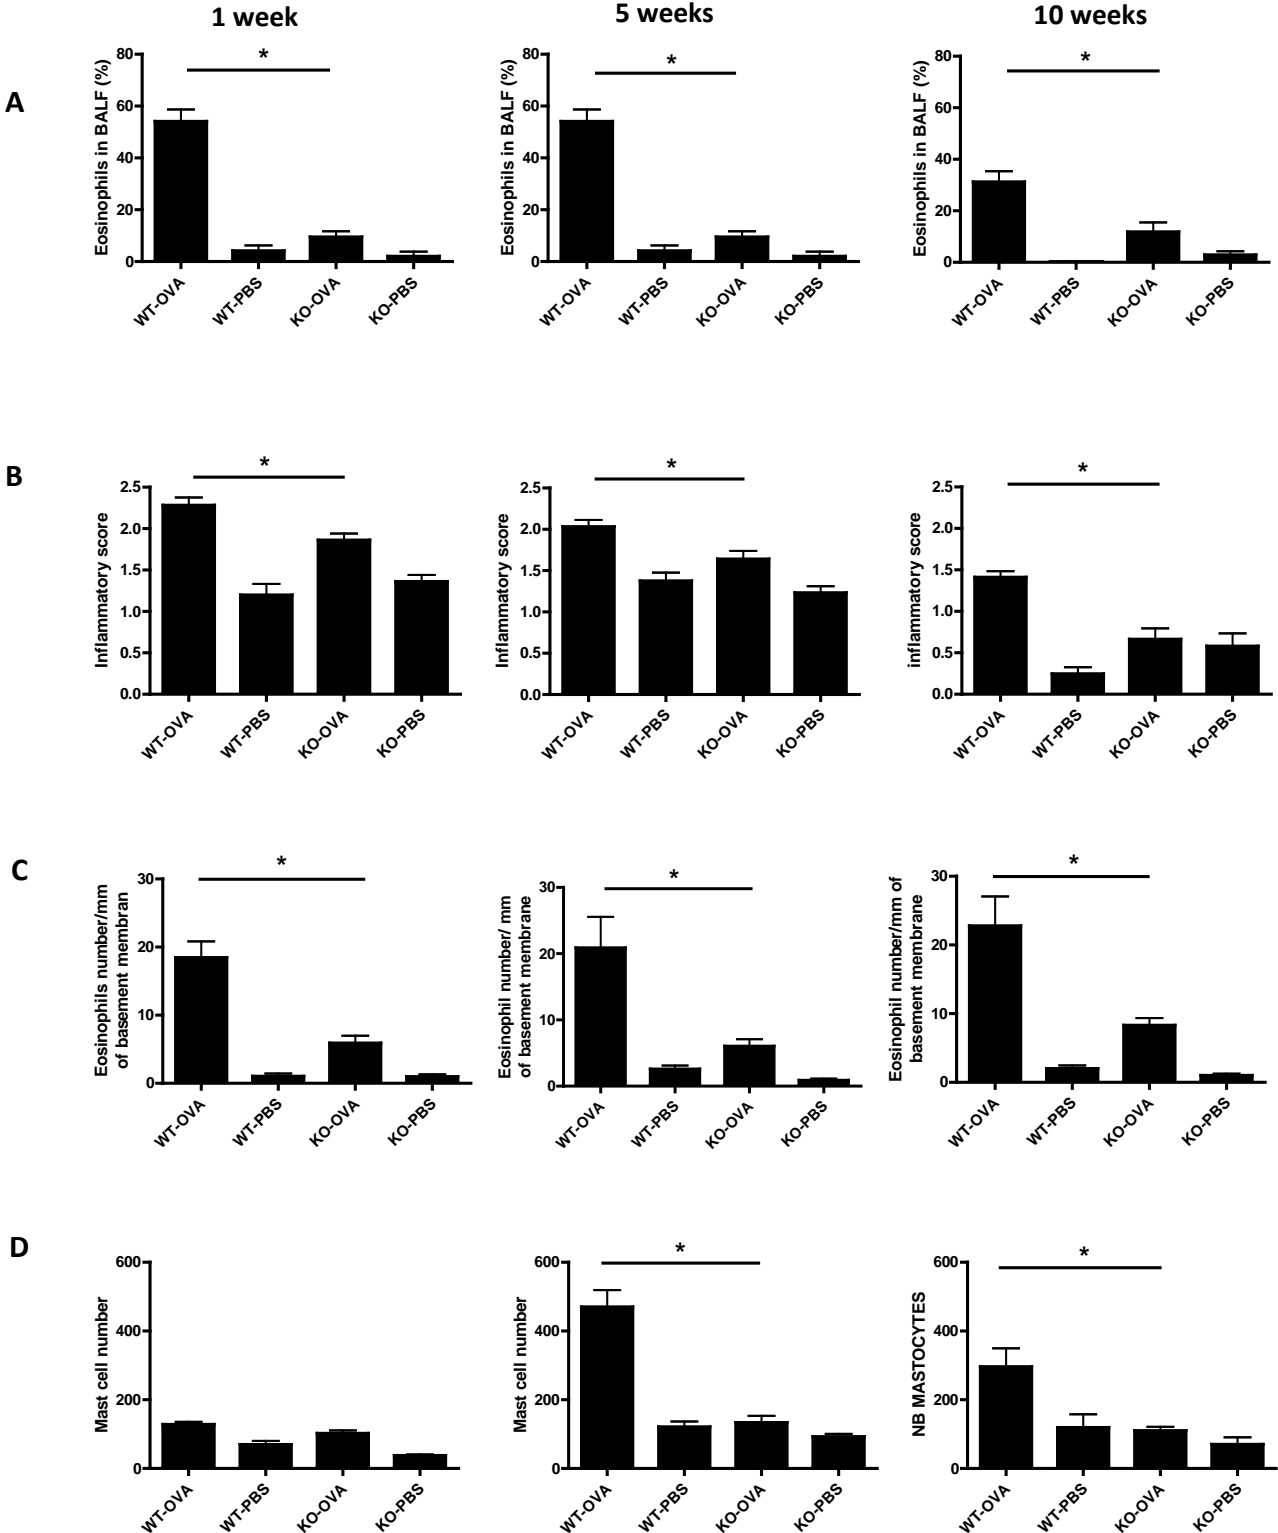 1 week
5 weeks
10 weeks
A
Eosinophils in BALF (%)
80
60
40
20
0
*
WT-OVA
WT-PBS
KO-OVA
KO-PBS
Eosinophils in BALF (%)
80
60
40
20
0
*
WT-OVA
WT-PBS
KO-OVA
KO-PBS
Eosinophils in BALF (%)
80
60
40
20
0
*
WT-OVA
WT-PBS
KO-OVA
KO-PBS
B
Inflammatory score
2.5
2.0
1.5
1.0
0.5
0.0
*
WT-OVA
WT-PBS
KO-OVA
KO-PBS
Inflammatory score
2.5
2.0
1.5
1.0
0.5
0.0
*
WT-OVA
WT-PBS
KO-OVA
KO-PBS
inflammatory score
2.5
2.0
1.5
1.0
0.5
0.0
*
WT-OVA
WT-PBS
KO-OVA
KO-PBS
C
Eosinophils number/mm
of basement membran
30
20
10
0
*
WT-OVA
WT-PBS
KO-OVA
KO-PBS
Eosinophil number/ mm
of basement membrane
30
20
10
0
*
WT-OVA
WT-PBS
KO-OVA
KO-PBS
Eosinophil number/mm of
basement membrane
30
20
10
0
*
WT-OVA
WT-PBS
KO-OVA
KO-PBS
D
Mast cell number
600
400
200
0
WT-OVA
WT-PBS
KO-OVA
KO-PBS
Mast cell number
600
400
200
0
*
WT-OVA
WT-PBS
KO-OVA
KO-PBS
NB MASTOCYTES
600
400
200
0
*
WT-OVA
WT-PBS
KO-OVA
KO-PBS